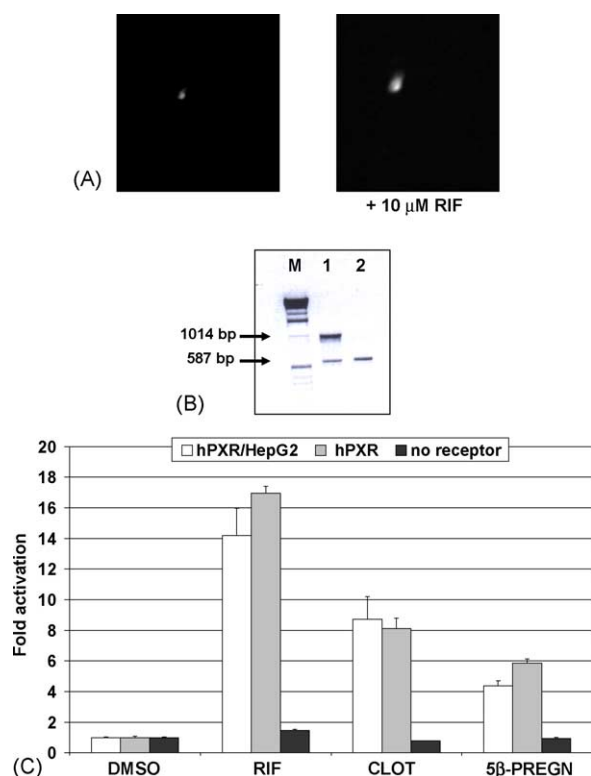 (A)
+ 10 μM RIF
M 1 2
1014 bp
587 bp
(B)
20
18
16
14
12
10
8
6
4
2
0
Fold activation
hPXR/HepG2 hPXR no receptor
DMSO RIF CLOT 5β-PREGN
(C)